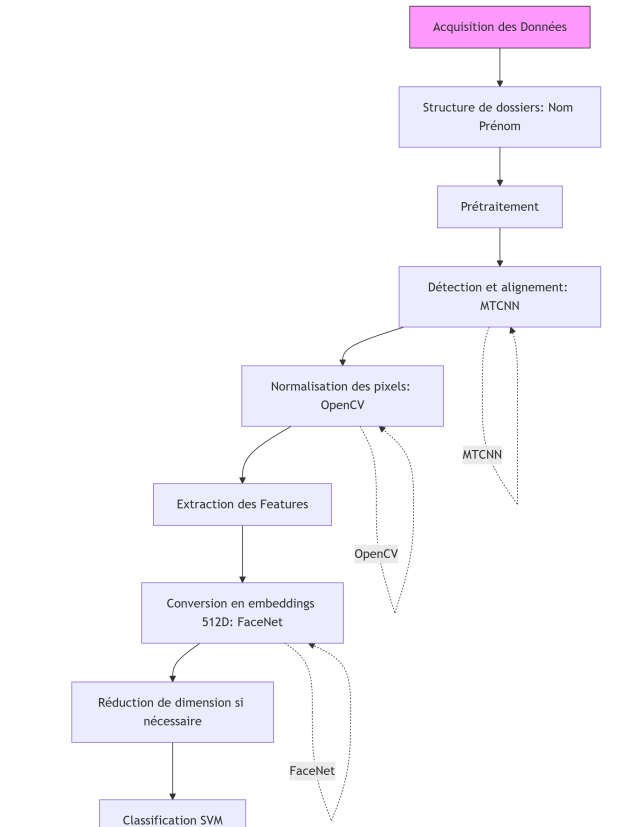 Acquisition des Données
Structure de dossiers: Nom
Prénom
Prétraitement
Détection et alignement:
MTCNN
Normalisation des pixels:
OpenCV
MTCNN
Extraction des Features
OpenCV
Conversion en embeddings
512D: FaceNet
Réduction de dimension si
nécessaire
FaceNet
Classification SVM